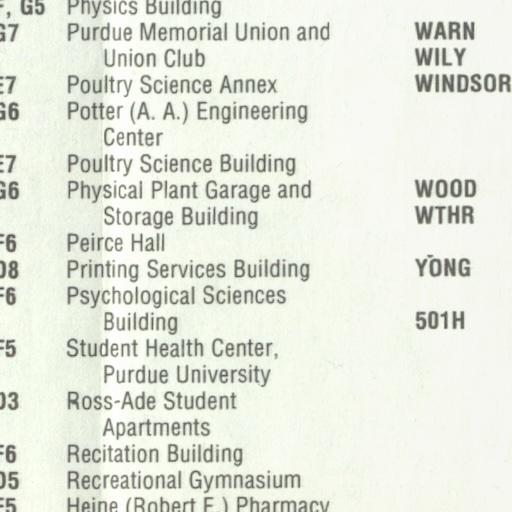 F, G5 Physics Building
G7 Purdue Memorial Union and WARN
Union Club WILY
E7 Poultry Science Annex WINDSOR
G6 Potter (A. A.) Engineering
Center
E7 Poultry Science Building
G6 Physical Plant Garage and WOOD
Storage Building WTHR
F6 Peirce Hall
D8 Printing Services Building YONG
F6 Psychological Sciences
Building 501H
F5 Student Health Center,
Purdue University
D3 Ross-Ade Student
Apartments
F6 Recitation Building
D5 Recreational Gymnasium
F5 Heine (Robert E.) Pharmacy